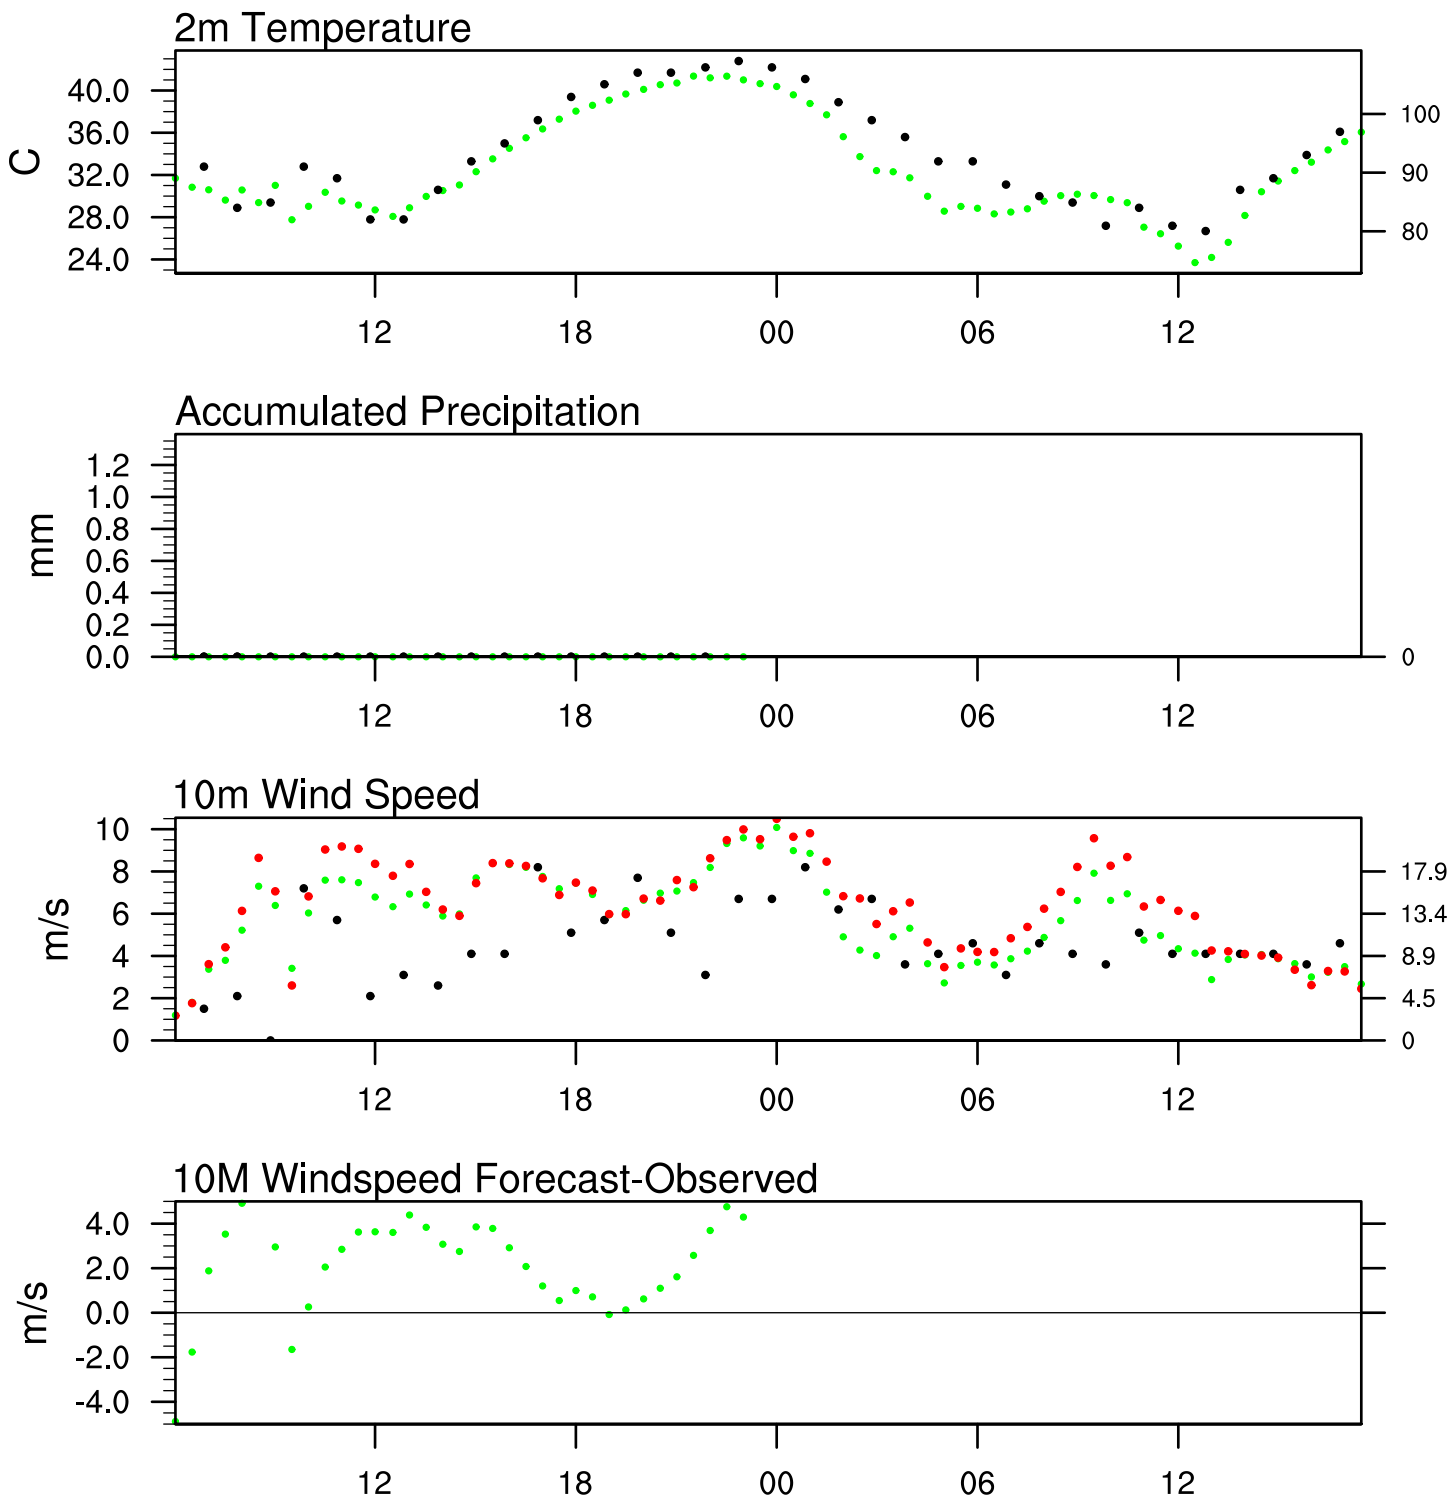 2m Temperature
40.0
36.0
32.0
28.0
24.0
C
100
90
80
12 18 00 06 12
Accumulated Precipitation
1.2
1.0
0.8
0.6
0.4
0.2
0.0
mm
0
12 18 00 06 12
10m Wind Speed
10
8
6
4
2
0
m/s
17.9
13.4
8.9
4.5
0
12 18 00 06 12
10M Windspeed Forecast-Observed
4.0
2.0
0.0
-2.0
-4.0
m/s
12 18 00 06 12